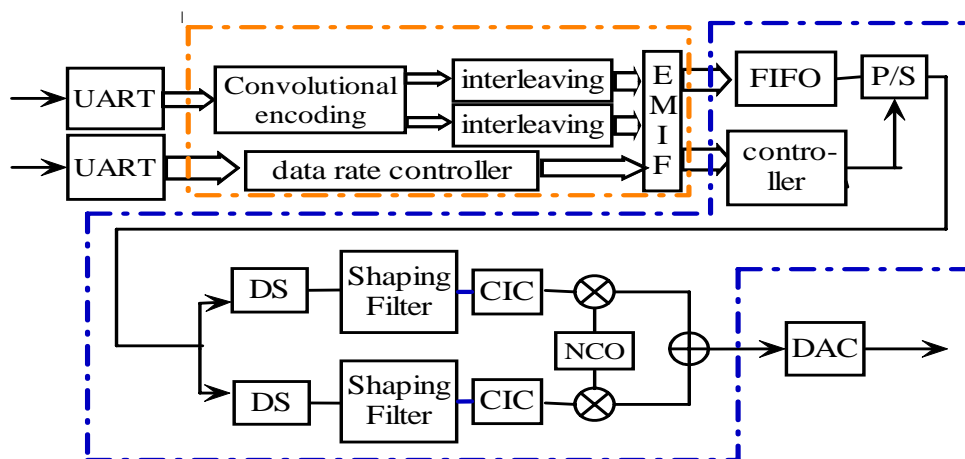 UART
Convolutional
encoding
interleaving
interleaving
E
M
I
F
FIFO
P/S
UART
data rate controller
contro-
ller
DS
Shaping
Filter
CIC
NCO
DAC
DS
Shaping
Filter
CIC